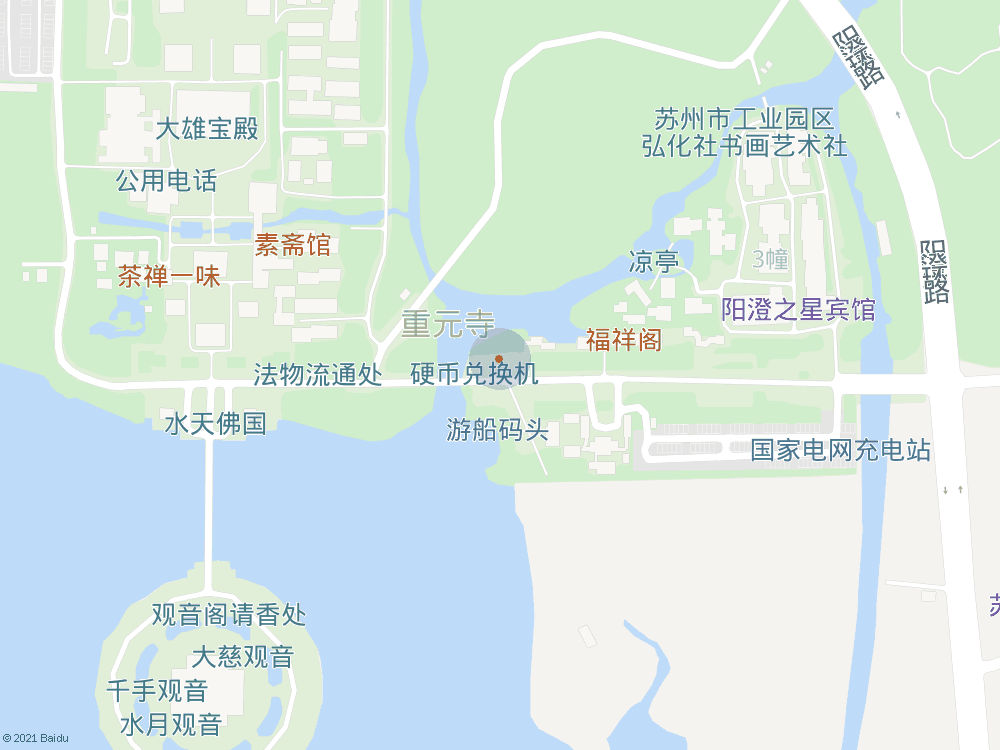 阳澄环路
大雄宝殿
苏州市工业园区
弘化社书画艺术社
公用电话
素斋馆
茶禅一味
凉亭
3幢
阳澄环路
阳澄之星宾馆
重元寺
福祥阁
法物流通处
硬币兑换机
水天佛国
游船码头
国家电网充电站
观音阁请香处
苏
大慈观音
千手观音
水月观音
© 2021 Baidu